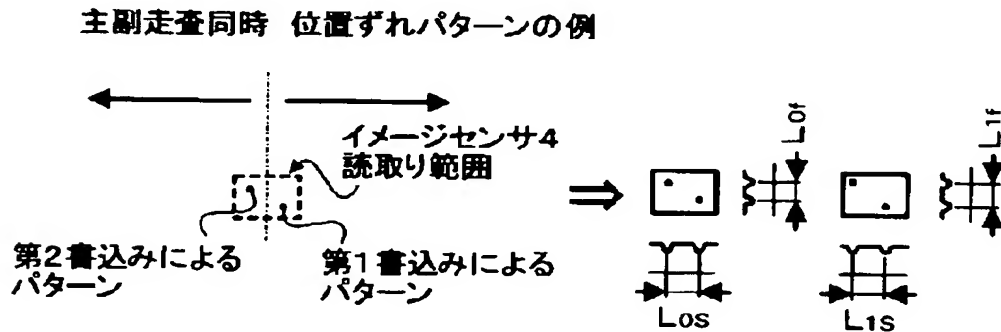 主副走査同時 位置ずれパターンの例
イメージセンサ4
読取り範囲
第2書込みによる
パターン
第1書込みによる
パターン
L0f
L1f
L0s
L1s